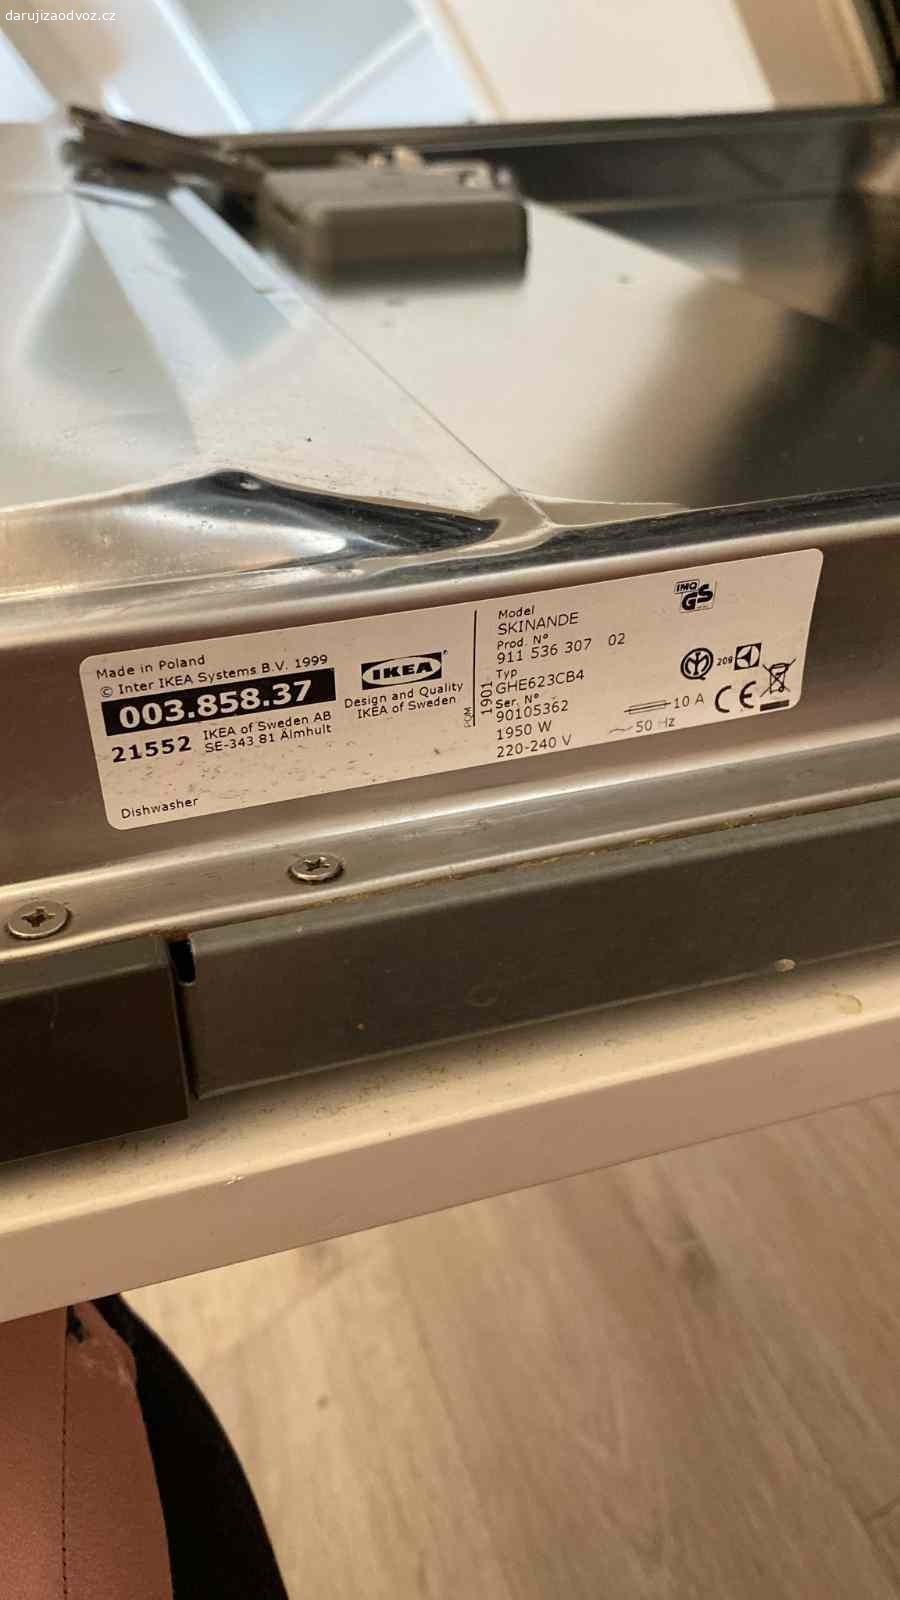 darujizaodvoz.cz
Made in Poland
© Inter IKEA Systems B.V. 1999
003.858.37
21552
IKEA of Sweden AB
SE-343 81 Älmhult
Dishwasher
IKEA
Design and Quality
IKEA of Sweden
1901
Model
SKINANDE
Prod. N°
911 536 307 02
Typ
GHE623CB4
Ser. N°
90105362
1950 W
220-240 V
10 A
50 Hz
IMQ
GS
CE